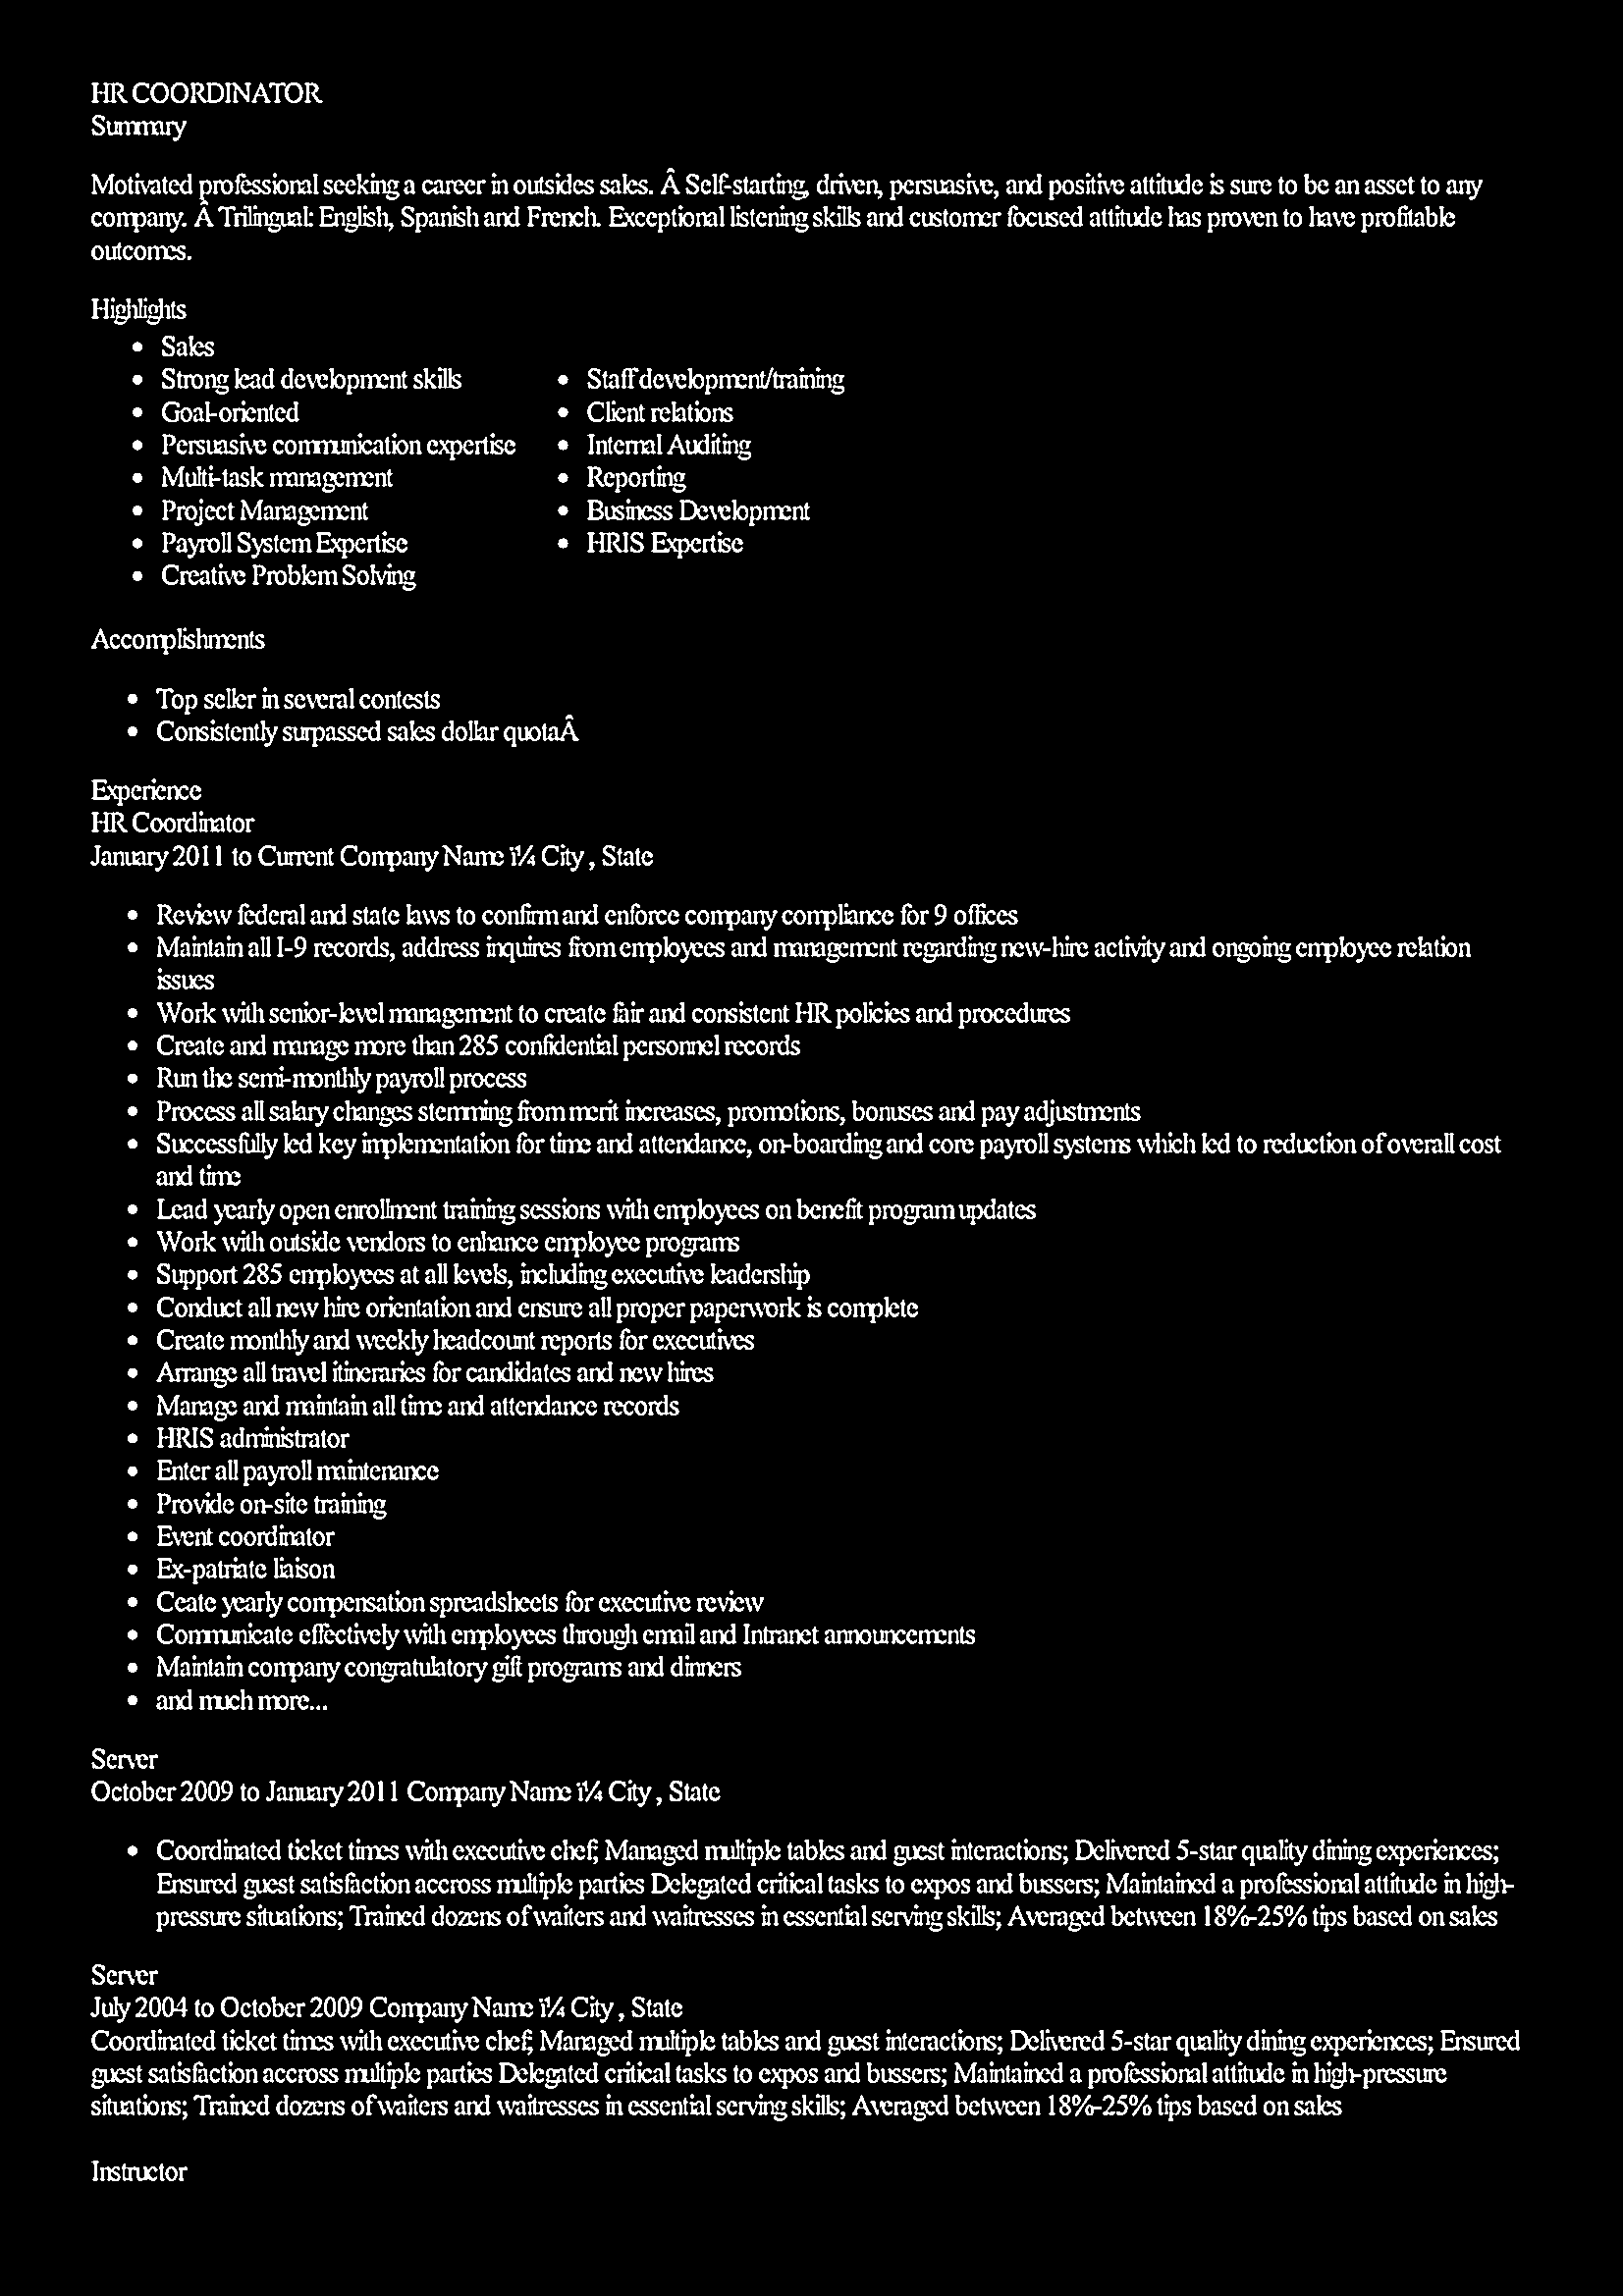 HR COORDINATOR
Summary
Motivated professional seeking a career in outsides sales. Â Self-starting, driven, persuasive, and positive attitude is sure to be an asset to any
company. Â Trilingual: English, Spanish and French. Exceptional listening skills and customer focused attitude has proven to have profitable
outcomes.
Highlights
• Sales
• Strong lead development skills
• Goal-oriented
• Persuasive communication expertise
• Multi-task management
• Project Management
• Payroll System Expertise
• Creative Problem Solving
• Staff development/training
• Client relations
• Internal Auditing
• Reporting
• Business Development
• HRIS Expertise
Accomplishments
• Top seller in several contests
• Consistently surpassed sales dollar quotaÂ
Experience
HR Coordinator
January 2011 to Current Company Name ï¼ City , State
• Review federal and state laws to confirm and enforce company compliance for 9 offices
• Maintain all I-9 records, address inquires from employees and management regarding new-hire activity and ongoing employee relation
issues
• Work with senior-level management to create fair and consistent HR policies and procedures
• Create and manage more than 285 confidential personnel records
• Run the semi-monthly payroll process
• Process all salary changes stemming from merit increases, promotions, bonuses and pay adjustments
• Successfully led key implementation for time and attendance, on-boarding and core payroll systems which led to reduction of overall cost
and time
• Lead yearly open enrollment training sessions with employees on benefit program updates
• Work with outside vendors to enhance employee programs
• Support 285 employees at all levels, including executive leadership
• Conduct all new hire orientation and ensure all proper paperwork is complete
• Create monthly and weekly headcount reports for executives
• Arrange all travel itineraries for candidates and new hires
• Manage and maintain all time and attendance records
• HRIS administrator
• Enter all payroll maintenance
• Provide on-site training
• Event coordinator
• Ex-patriate liaison
• Ceate yearly compensation spreadsheets for executive review
• Communicate effectively with employees through email and Intranet announcements
• Maintain company congratulatory gift programs and dinners
• and much more...
Server
October 2009 to January 2011 Company Name ï¼ City , State
• Coordinated ticket times with executive chef; Managed multiple tables and guest interactions; Delivered 5-star quality dining experiences;
Ensured guest satisfaction accross multiple parties Delegated critical tasks to expos and bussers; Maintained a professional attitude in high-
pressure situations; Trained dozens of waiters and waitresses in essential serving skills; Averaged between 18%-25% tips based on sales
Server
July 2004 to October 2009 Company Name ï¼ City , State
Coordinated ticket times with executive chef; Managed multiple tables and guest interactions; Delivered 5-star quality dining experiences; Ensured
guest satisfaction accross multiple parties Delegated critical tasks to expos and bussers; Maintained a professional attitude in high-pressure
situations; Trained dozens of waiters and waitresses in essential serving skills; Averaged between 18%-25% tips based on sales
Instructor